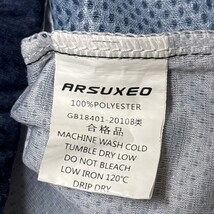 ARSUXEO
100%POLYESTER
GB18401-20108类
合格品
MACHINE WASH COLD
TUMBLE DRY LOW
DO NOT BLEACH
LOW IRON 120℃
DRIP DRY